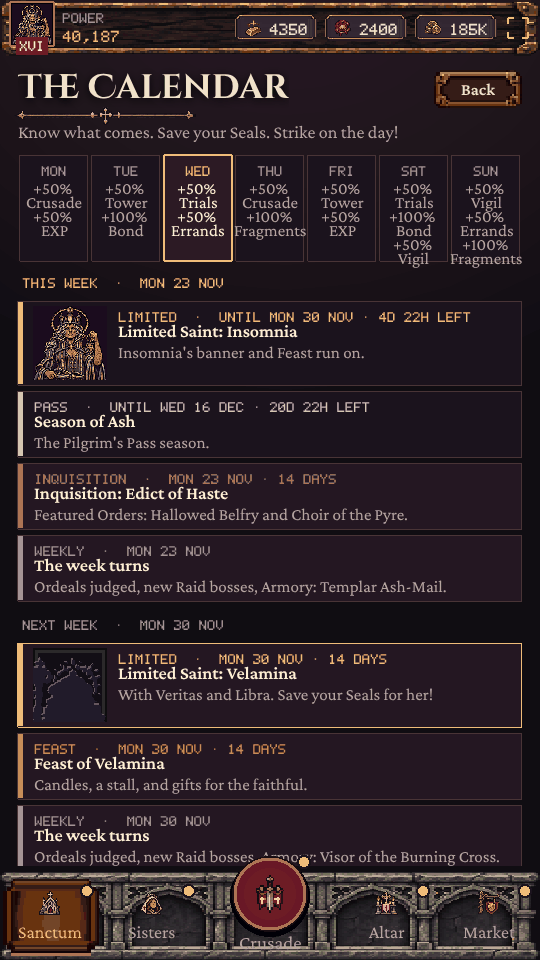 POWER
40,187
XVI
4350
2400
185K
THE CALENDAR
Back
Know what comes. Save your Seals. Strike on the day!
MON
+50%
Crusade
+50%
EXP
TUE
+50%
Tower
+100%
Bond
WED
+50%
Trials
+50%
Errands
THU
+50%
Crusade
+100%
Fragments
FRI
+50%
Tower
+50%
EXP
SAT
+50%
Trials
+100%
Bond
+50%
Vigil
SUN
+50%
Vigil
+50%
Errands
+100%
Fragments
THIS WEEK · MON 23 NOV
LIMITED · UNTIL MON 30 NOV · 4D 22H LEFT
Limited Saint: Insomnia
Insomnia's banner and Feast run on.
PASS · UNTIL WED 16 DEC · 20D 22H LEFT
Season of Ash
The Pilgrim's Pass season.
INQUISITION · MON 23 NOV · 14 DAYS
Inquisition: Edict of Haste
Featured Orders: Hallowed Belfry and Choir of the Pyre.
WEEKLY · MON 23 NOV
The week turns
Ordeals judged, new Raid bosses, Armory: Templar Ash-Mail.
NEXT WEEK · MON 30 NOV
LIMITED · MON 30 NOV · 14 DAYS
Limited Saint: Velamina
With Veritas and Libra. Save your Seals for her!
FEAST · MON 30 NOV · 14 DAYS
Feast of Velamina
Candles, a stall, and gifts for the faithful.
WEEKLY · MON 30 NOV
The week turns
Ordeals judged, new Raid bosses, Armory: Visor of the Burning Cross.
Sanctum
Sisters
Crusade
Altar
Market